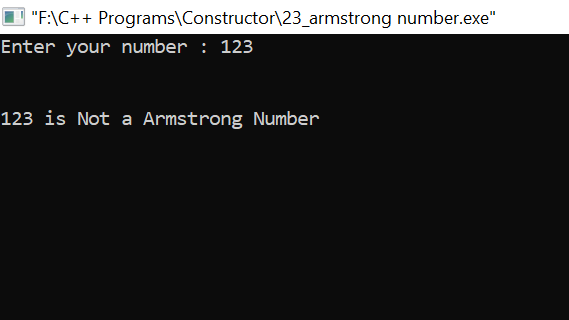 "F:\C++ Programs\Constructor\23_armstrong number.exe"
Enter your number : 123
123 is Not a Armstrong Number